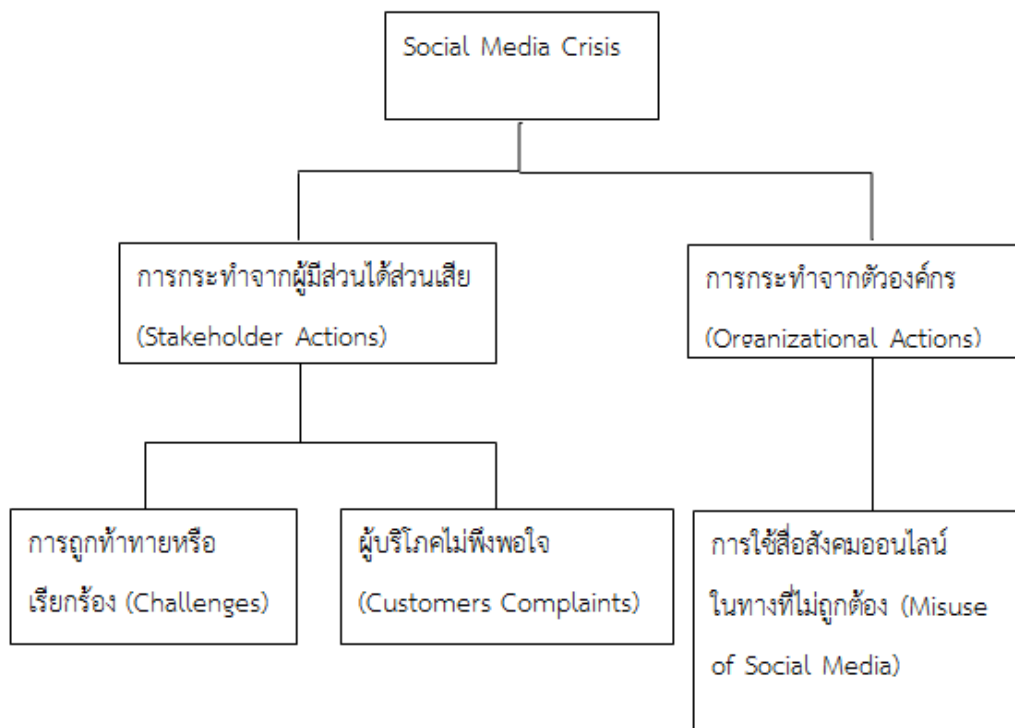 Social Media Crisis
การกระทำจากผู้มีส่วนได้ส่วนเสีย
(Stakeholder Actions)
การกระทำจากตัวองค์กร
(Organizational Actions)
การถูกท้าทายหรือ
เรียกร้อง (Challenges)
ผู้บริโภคไม่พึงพอใจ
(Customers Complaints)
การใช้สื่อสังคมออนไลน์
ในทางที่ไม่ถูกต้อง (Misuse
of Social Media)